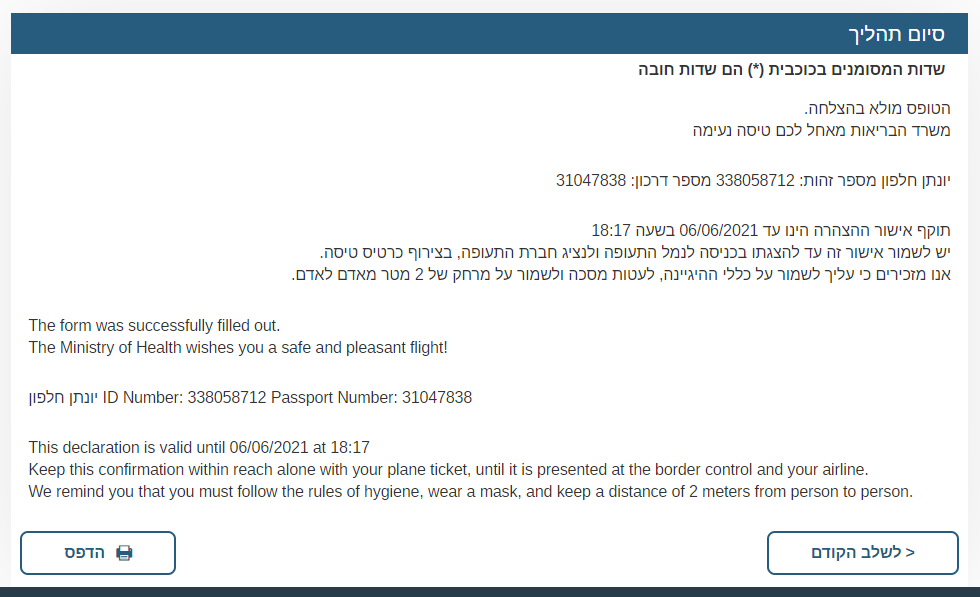 סיום תהליך
שדות המסומנים בכוכבית (*) הם שדות חובה
הטופס מולא בהצלחה.
משרד הבריאות מאחל לכם טיסה נעימה
יונתן חלפון מספר זהות: 338058712 מספר דרכון: 31047838
תוקף אישור ההצהרה הינו עד 06/06/2021 בשעה 18:17
יש לשמור אישור זה עד להצגתו בכניסה לנמל התעופה ולנציג חברת התעופה, בצירוף כרטיס טיסה.
אנו מזכירים כי עליך לשמור על כללי ההיגיינה, לעטות מסכה ולשמור על מרחק של 2 מטר מאדם לאדם.
The form was successfully filled out.
The Ministry of Health wishes you a safe and pleasant flight!
יונתן חלפון ID Number: 338058712 Passport Number: 31047838
This declaration is valid until 06/06/2021 at 18:17
Keep this confirmation within reach alone with your plane ticket, until it is presented at the border control and your airline.
We remind you that you must follow the rules of hygiene, wear a mask, and keep a distance of 2 meters from person to person.
< לשלב הקודם
הדפס